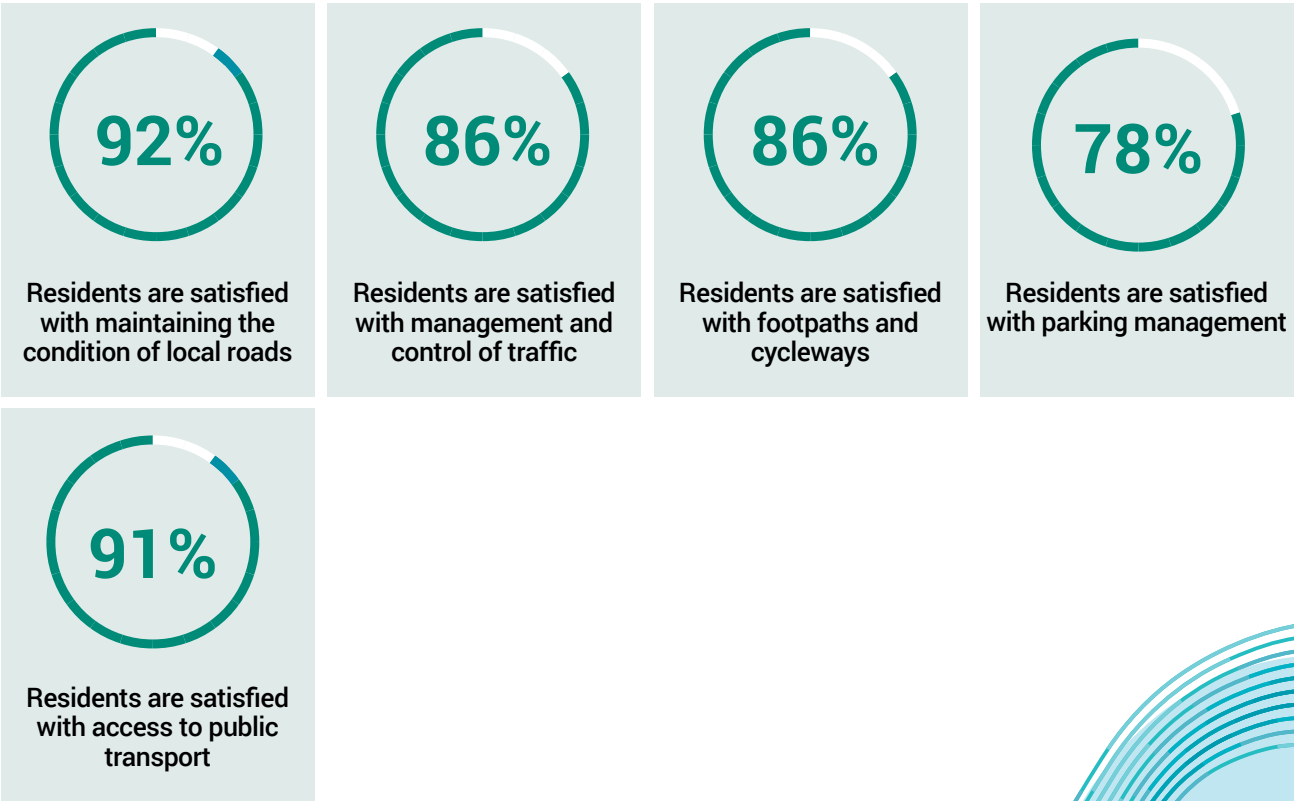 92%
Residents are satisfied
with maintaining the
condition of local roads
86%
Residents are satisfied
with management and
control of traffic
86%
Residents are satisfied
with footpaths and
cycleways
78%
Residents are satisfied
with parking management
91%
Residents are satisfied
with access to public
transport